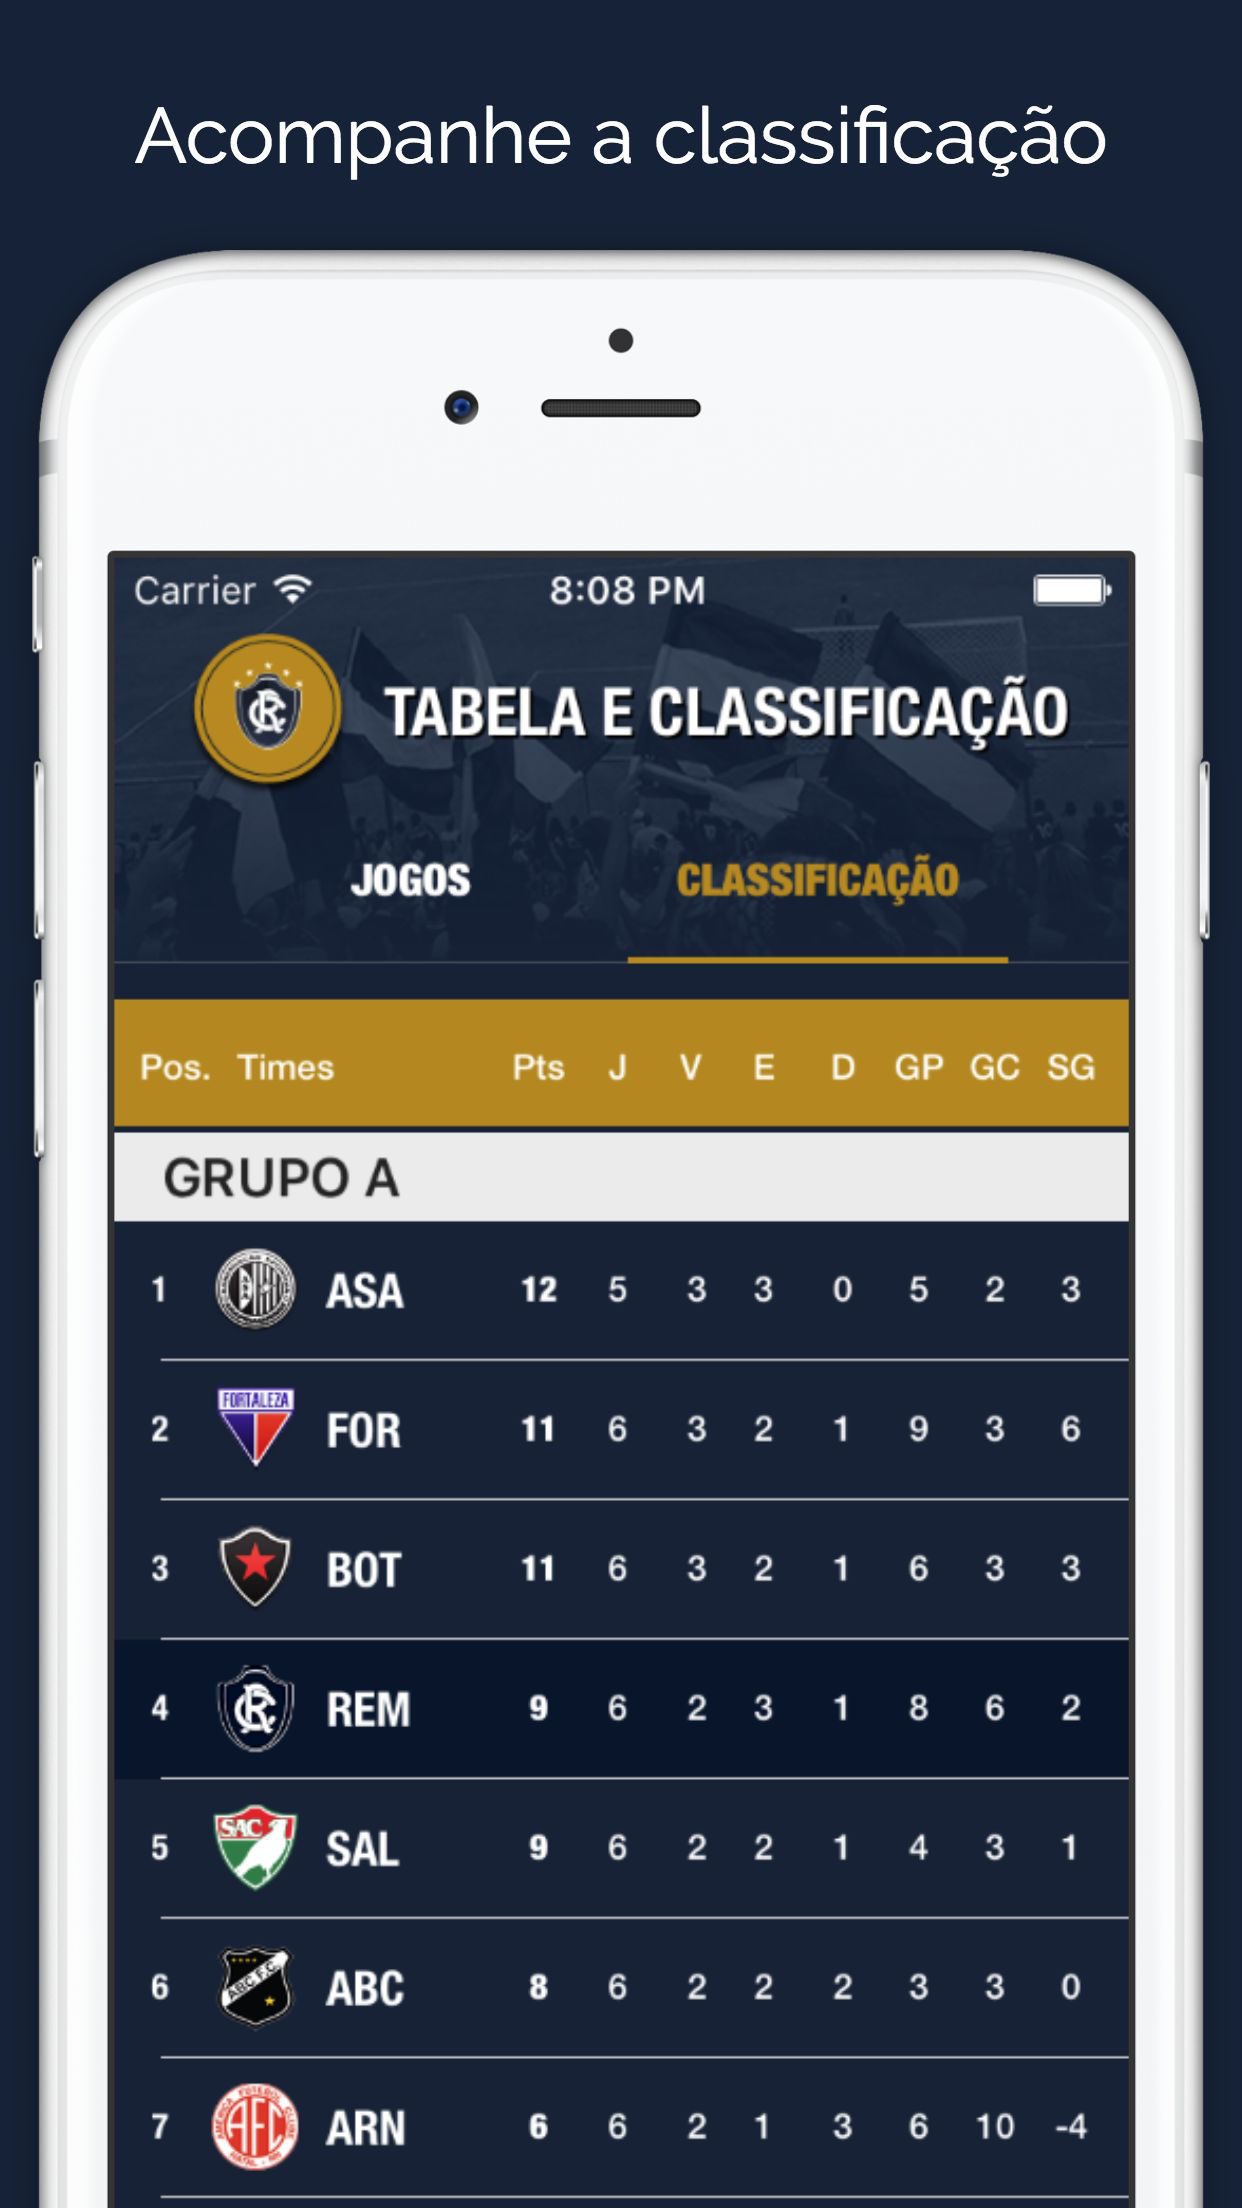 Acompanhe a classificação
Carrier 8:08 PM
TABELA E CLASSIFICAÇÃO
JOGOS CLASSIFICAÇÃO
Pos. Times Pts J V E D GP GC SG
GRUPO A
1 ASA 12 5 3 3 0 5 2 3
FORTALEZA
2 FOR 11 6 3 2 1 9 3 6
3 BOT 11 6 3 2 1 6 3 3
4 REM 9 6 2 3 1 8 6 2
SAC
5 SAL 9 6 2 2 1 4 3 1
ABC F.C.
6 ABC 8 6 2 2 2 3 3 0
AFC
7 ARN 6 6 2 1 3 6 10 -4